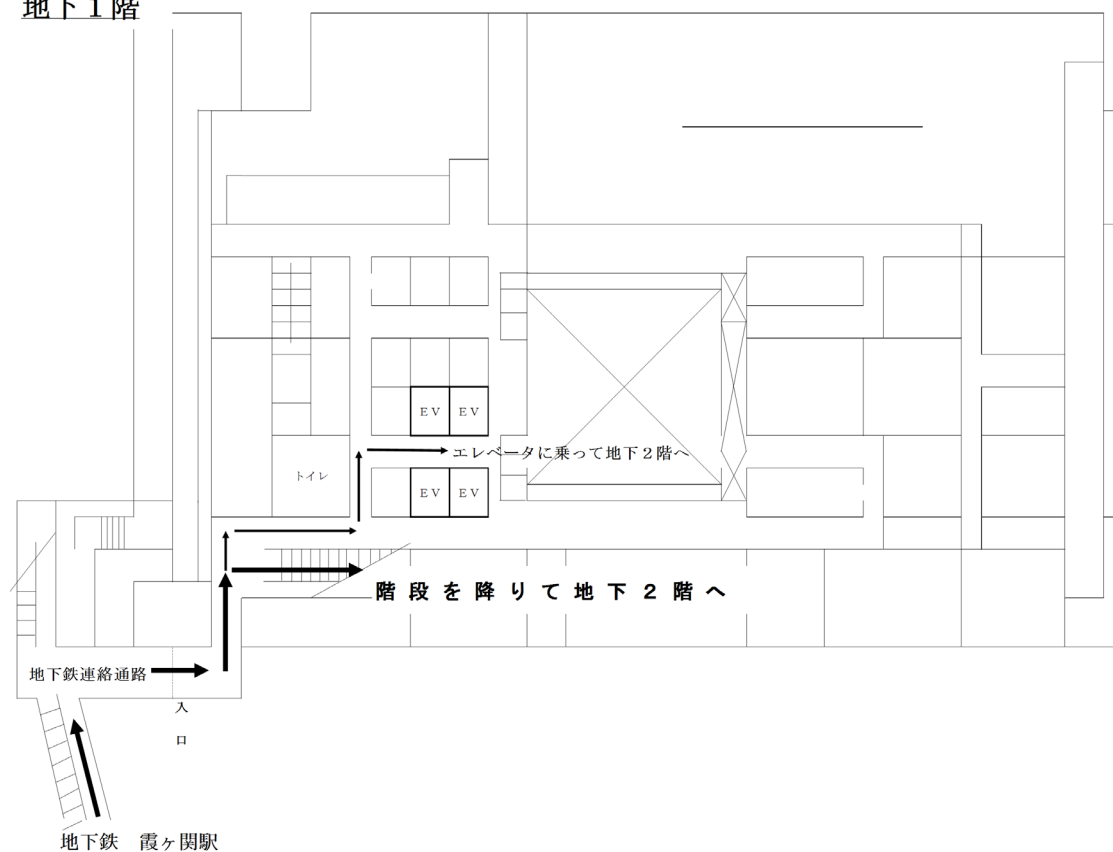 地下1階
EV EV
エレベータに乗って地下2階へ
トイレ
EV EV
階段を降りて地下2階へ
地下鉄連絡通路
入口
地下鉄 霞ヶ関駅